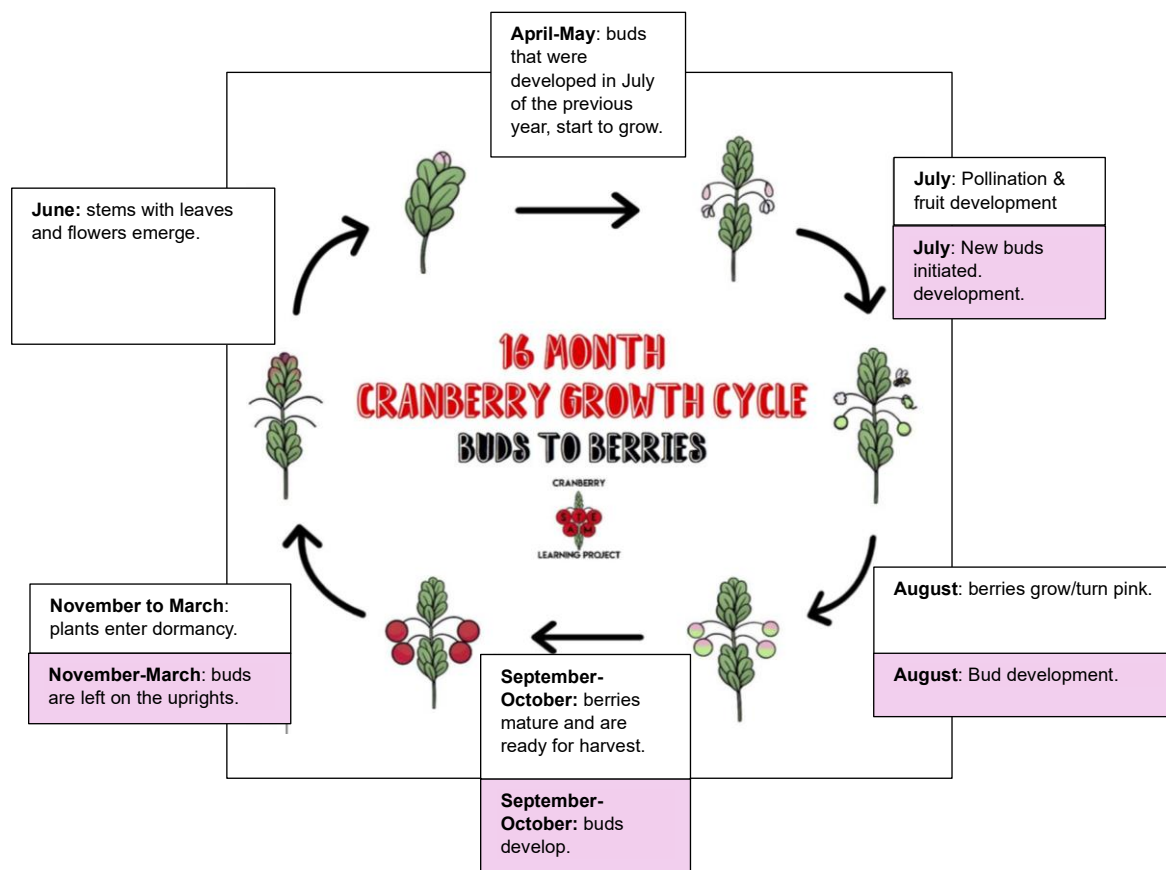 April-May: buds
that were
developed in July
of the previous
year, start to grow.
June: stems with leaves
and flowers emerge.
July: Pollination &
fruit development
July: New buds
initiated.
development.
16 MONTH
CRANBERRY GROWTH CYCLE
BUDS TO BERRIES
CRANBERRY
STE
AM
LEARNING PROJECT
November to March:
plants enter dormancy.
November-March: buds
are left on the uprights.
August: berries grow/turn pink.
August: Bud development.
September-
October: berries
mature and are
ready for harvest.
September-
October: buds
develop.